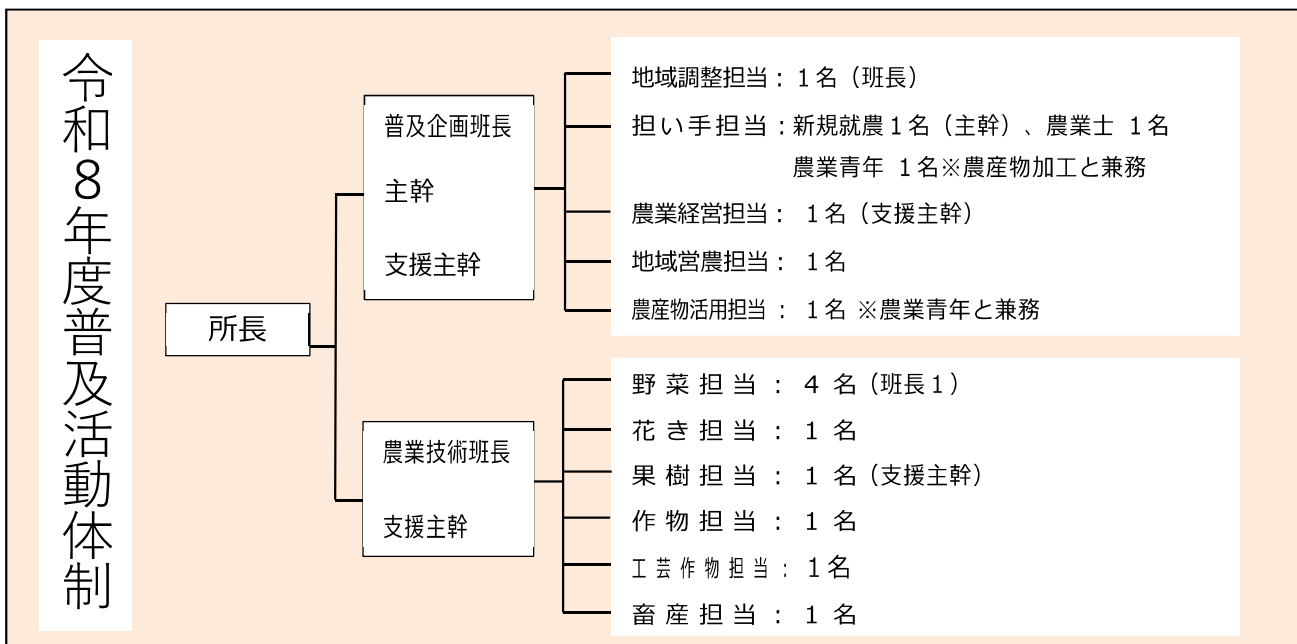 令和８年度普及活動体制
所長
普及企画班長
主幹
支援主幹
地域調整担当：１名（班長）
担い手担当：新規就農１名（主幹）、農業士 １名
農業青年 １名※農産物加工と兼務
農業経営担当： １名（支援主幹）
地域営農担当：１名
農産物活用担当： １名 ※農業青年と兼務
農業技術班長
支援主幹
野菜担当：４名（班長１）
花き担当：１名
果樹担当：１名（支援主幹）
作物担当：１名
工芸作物担当：１名
畜産担当：１名